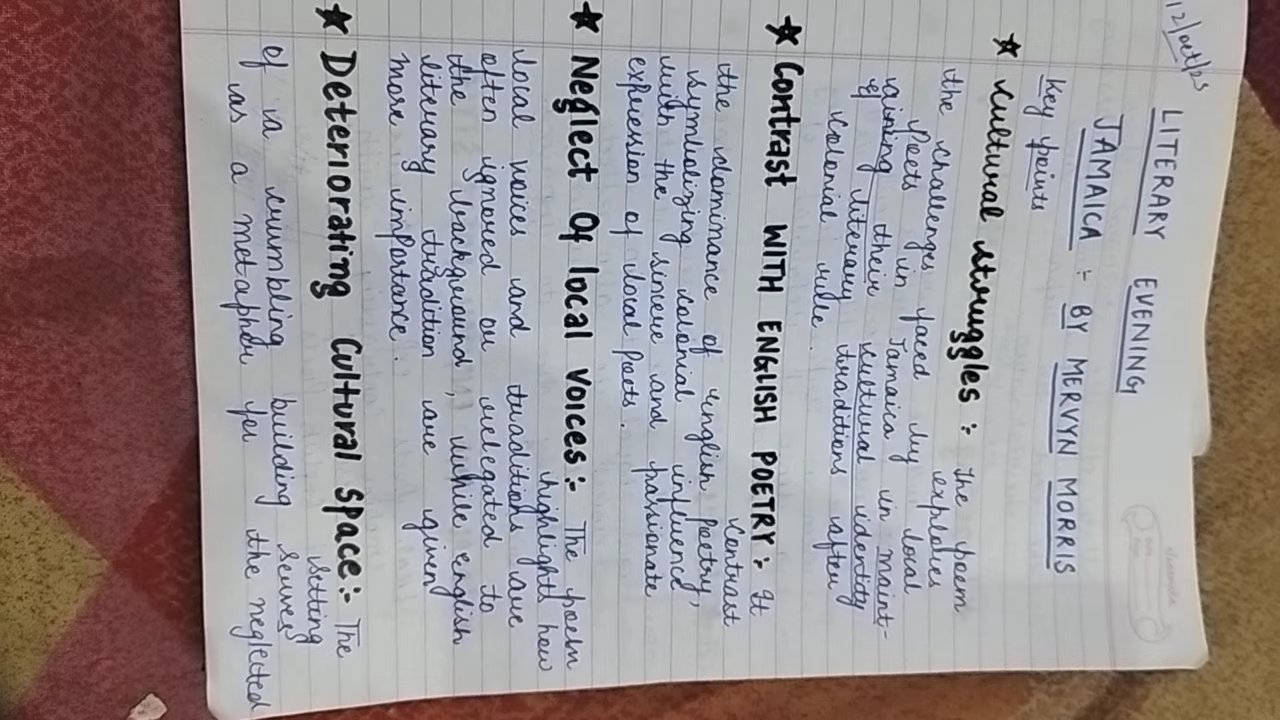 12/oct/25
LITERARY EVENING
JAMAICA :- BY MERVYN MORRIS
Key points
★ Cultural struggles :- The poem explores
the challenges faced by local
Poets in Jamaica in maint-
aining their cultural identity
& literary traditions after
colonial rule.
★ Contrast WITH ENGLISH POETRY :- It contrast
the dominance of english poetry,
symbolizing colonial influence
with the sincere and passionate
expression of local poets.
★ Neglect Of local voices :- The poem highlights how
local voices and traditions are
often ignored or relegated to
the background, while english
literary tradition are given
more importance.
★ Deteriorating Cultural space :- The setting
of a crumbling building serves
as a metaphor for the neglected